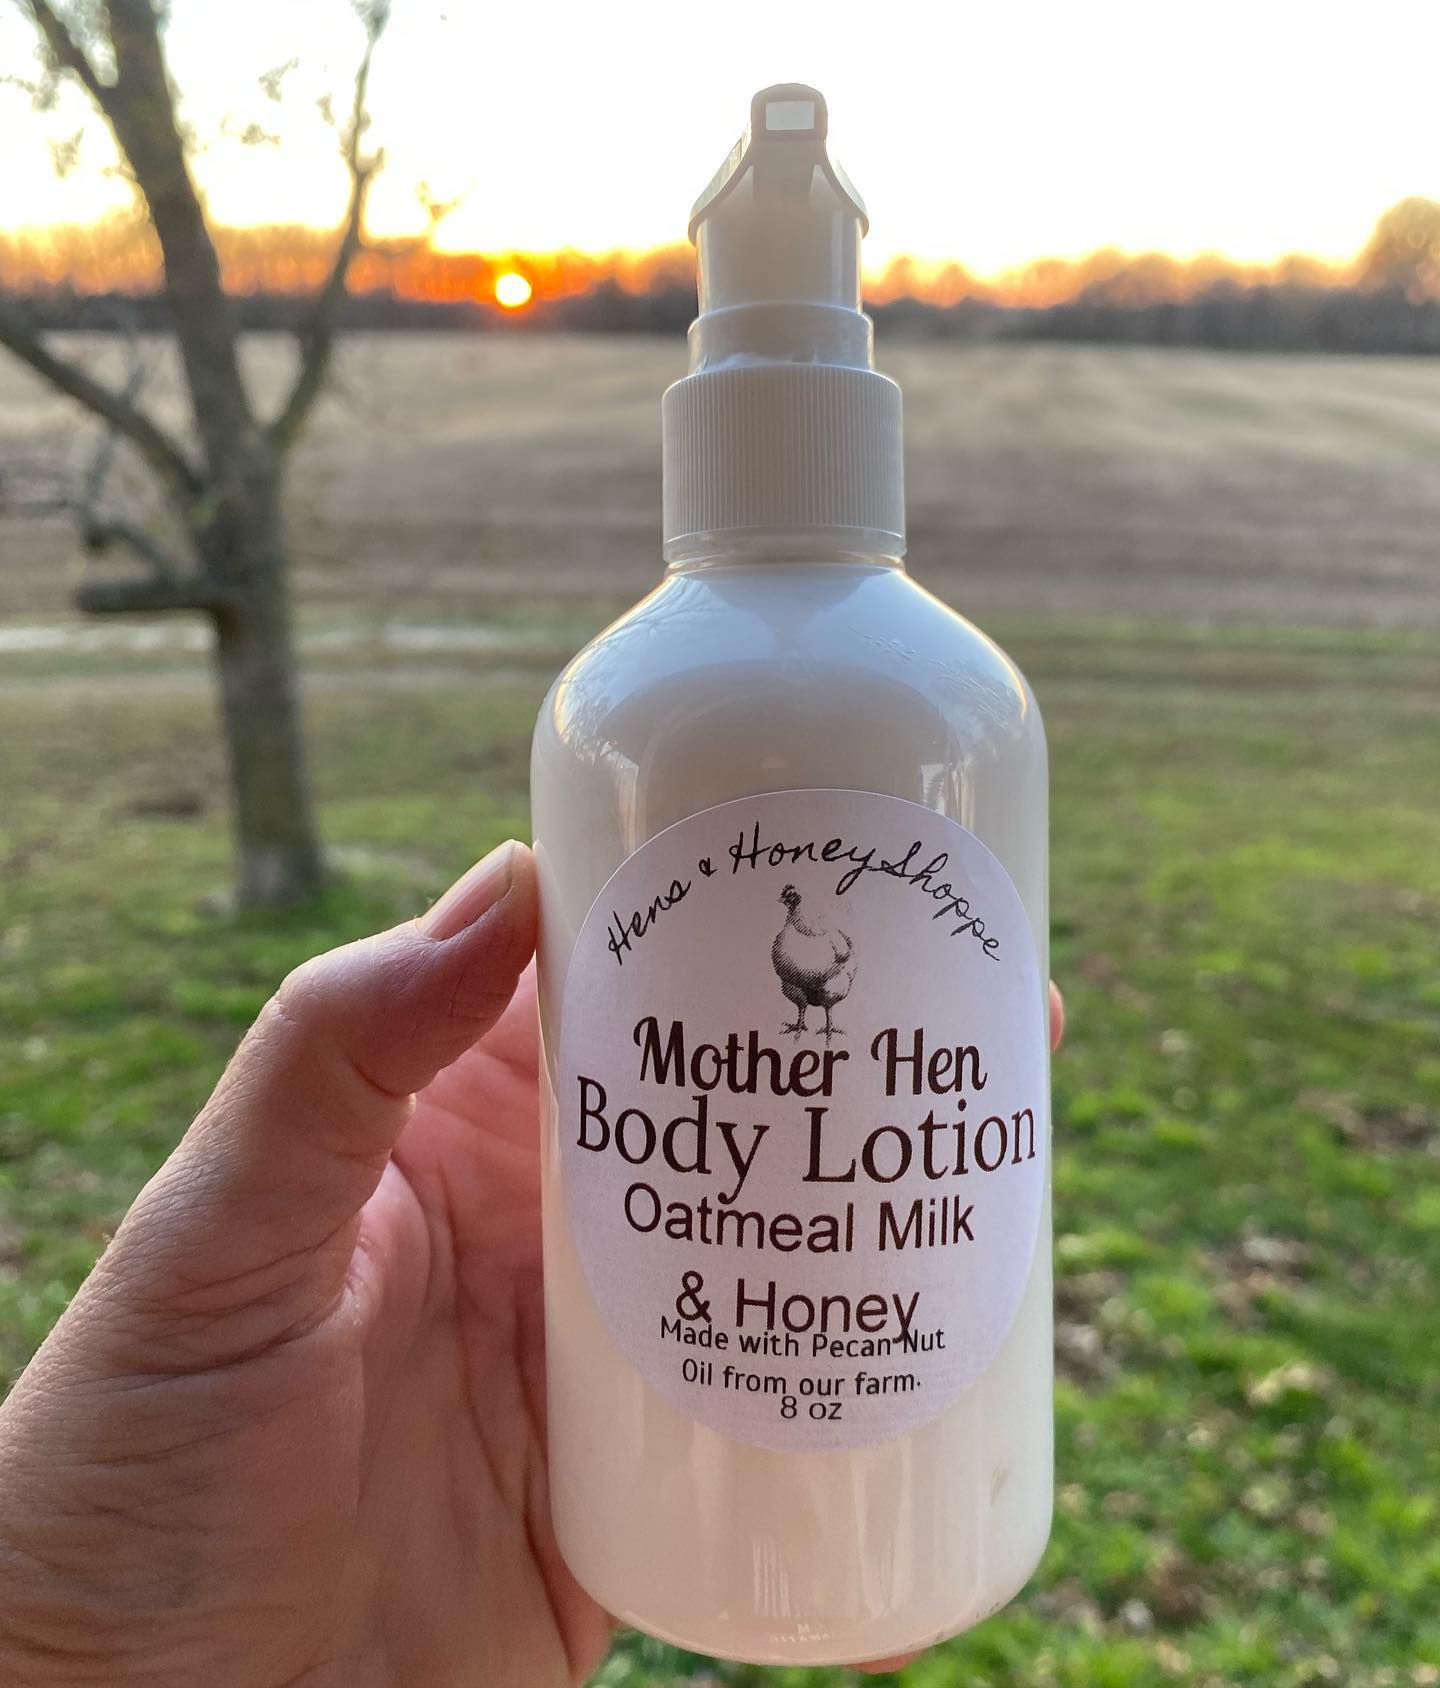 Hens & Honey Shoppe
Mother Hen
Body Lotion
Oatmeal Milk
& Honey
Made with Pecan Nut
Oil from our farm.
8 oz